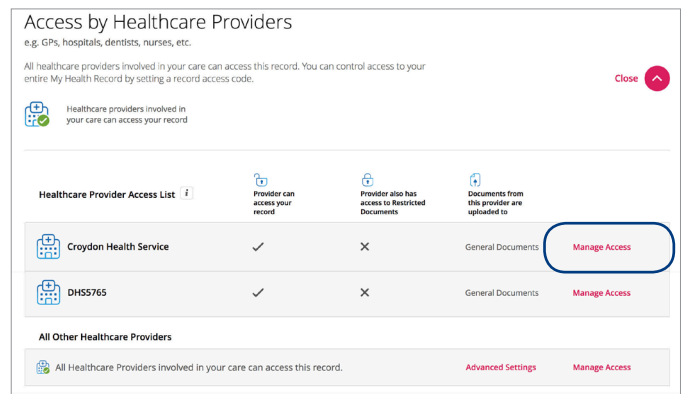 Access by Healthcare Providers
e.g. GPs, hospitals, dentists, nurses, etc.
All healthcare providers involved in your care can access this record. You can control access to your
entire My Health Record by setting a record access code.
Close
Healthcare providers involved in
your care can access your record
Healthcare Provider Access List i
Provider can
access your
record
Provider also has
access to Restricted
Documents
Documents from
this provider are
uploaded to
Croydon Health Service General Documents Manage Access
DHS5765 General Documents Manage Access
All Other Healthcare Providers
All Healthcare Providers involved in your care can access this record. Advanced Settings Manage Access